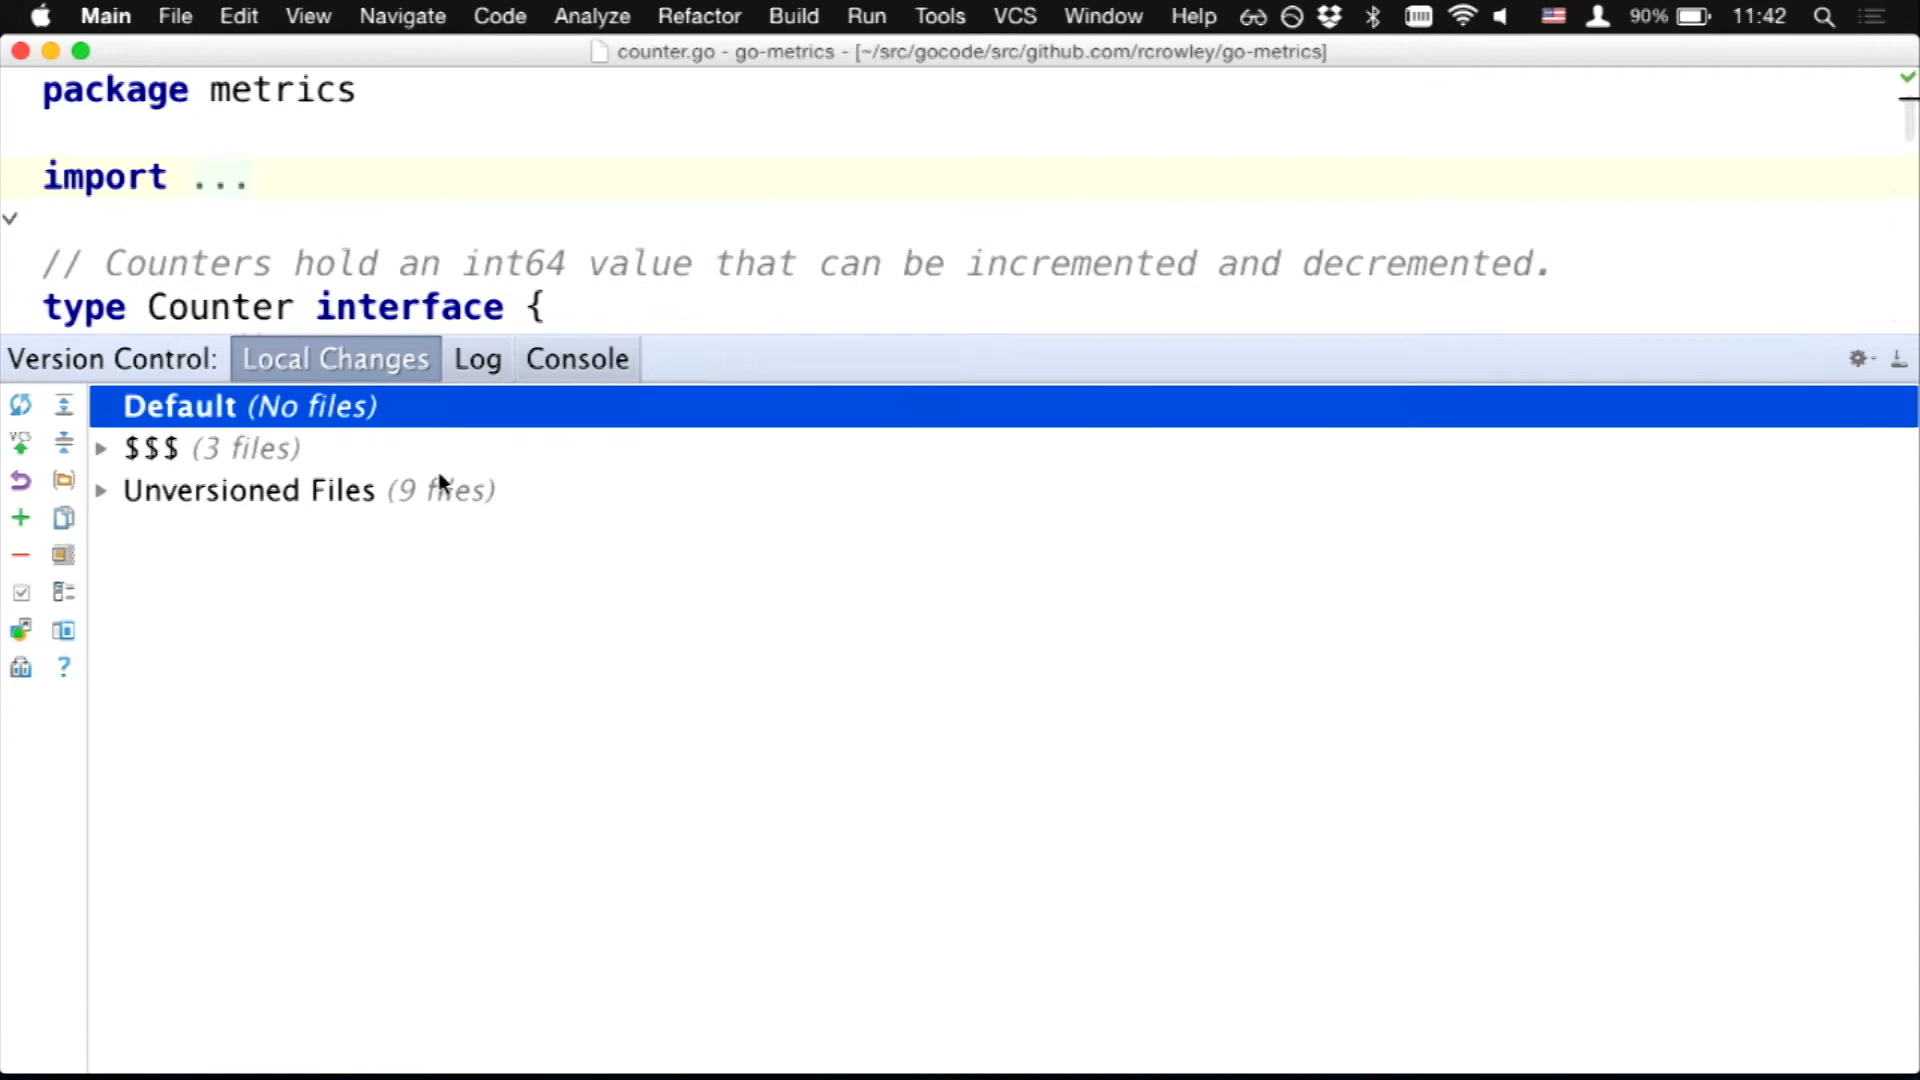 Main File Edit View Navigate Code Analyze Refactor Build Run Tools VCS Window Help 90% 11:42
counter.go - go-metrics - [~/src/gocode/src/github.com/rcrowley/go-metrics]
package metrics
import ...
// Counters hold an int64 value that can be incremented and decremented.
type Counter interface {
Version Control: Local Changes Log Console
Default (No files)
$$$ (3 files)
VCS
Unversioned Files (9 files)
?